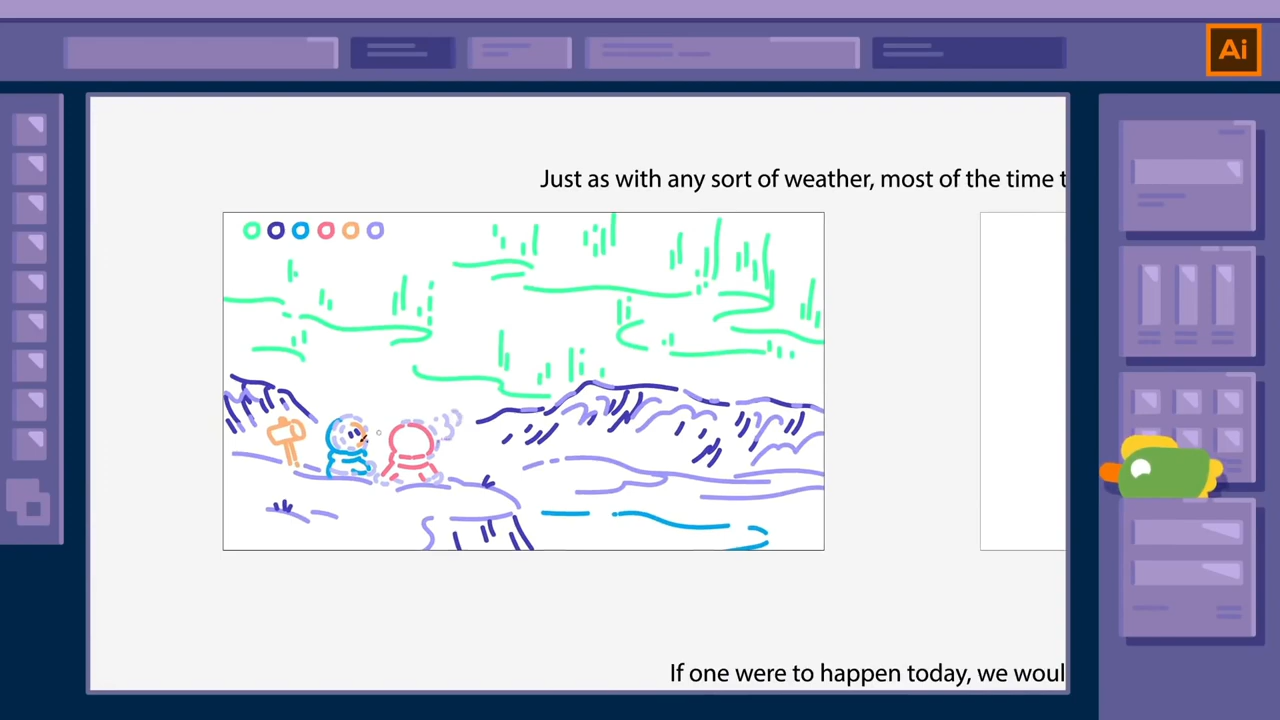 Ai
Just as with any sort of weather, most of the time t
If one were to happen today, we woul